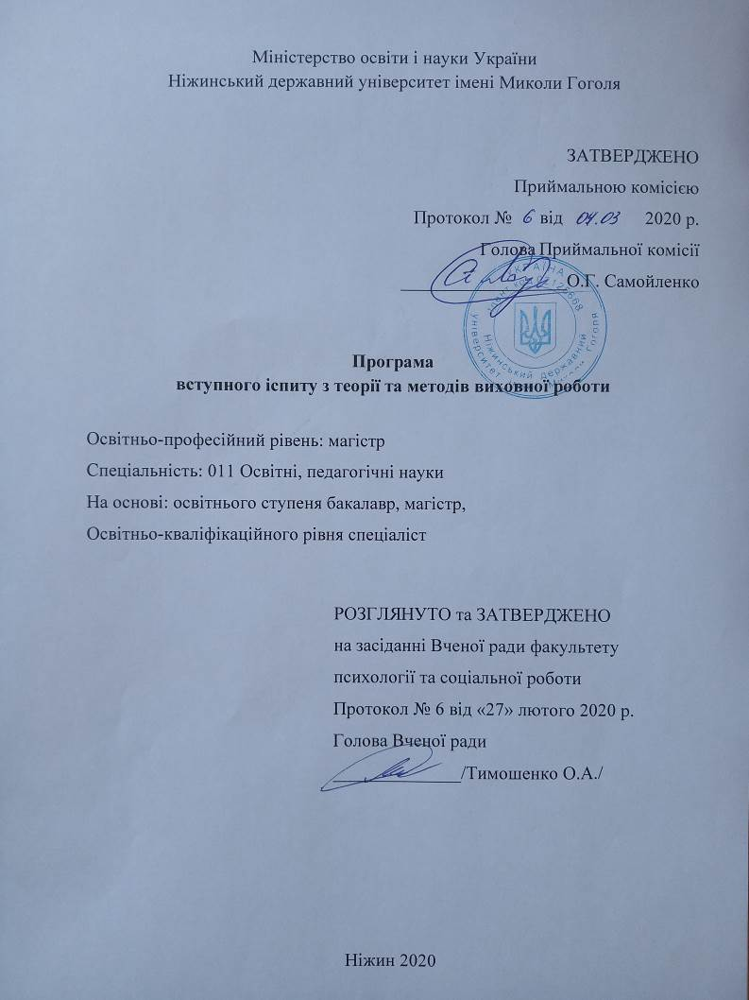 Міністерство освіти і науки України
Ніжинський державний університет імені Миколи Гоголя
ЗАТВЕРДЖЕНО
Приймальною комісією
Протокол № 6 від 04.03 2020 р.
Голова Приймальної комісії
О.Г. Самойленко
УКРАЇНА
125668
Ніжинський державний
університет Миколи Гоголя
Програма
вступного іспиту з теорії та методів виховної роботи
Освітньо-професійний рівень: магістр
Спеціальність: 011 Освітні, педагогічні науки
На основі: освітнього ступеня бакалавр, магістр,
Освітньо-кваліфікаційного рівня спеціаліст
РОЗГЛЯНУТО та ЗАТВЕРДЖЕНО
на засіданні Вченої ради факультету
психології та соціальної роботи
Протокол № 6 від «27» лютого 2020 р.
Голова Вченої ради
/Тимошенко О.А./
Ніжин 2020